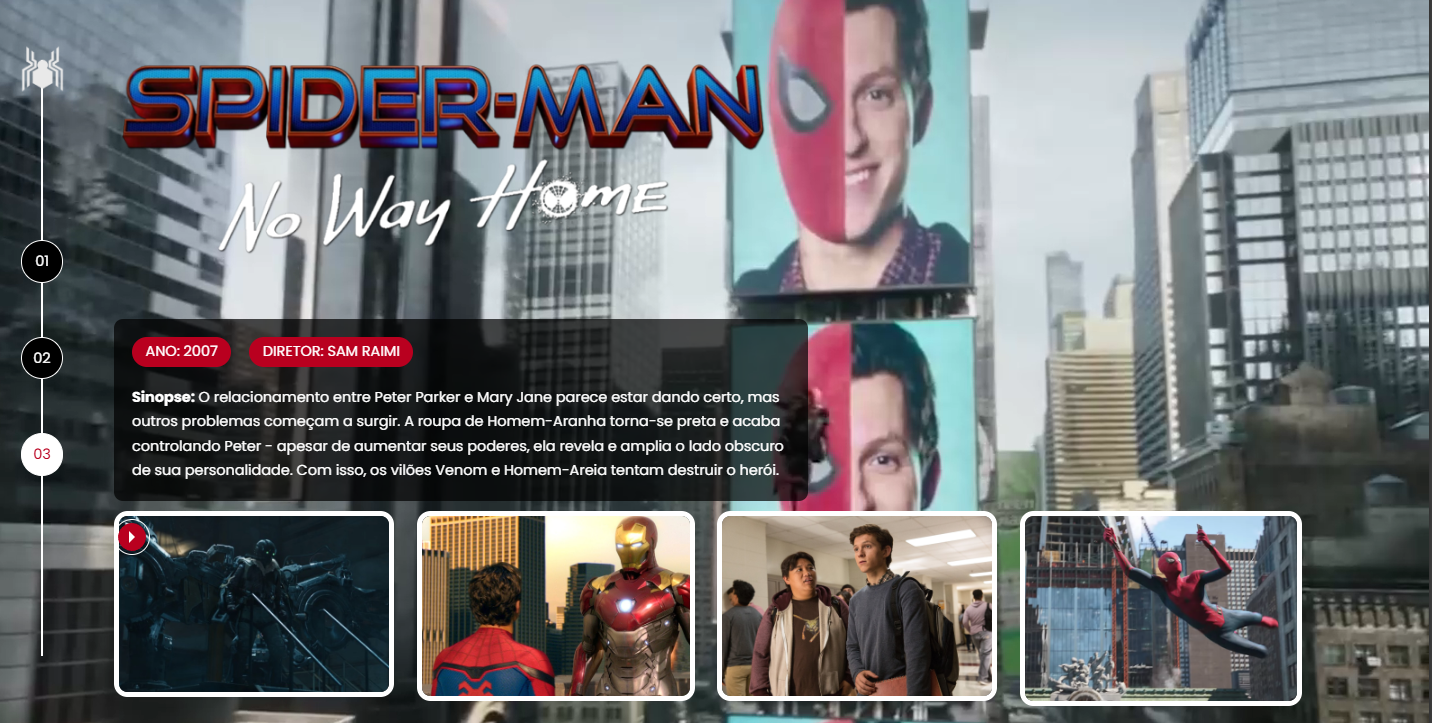 SPIDER-MAN
No Way Home
01
02
03
ANO: 2007
DIRETOR: SAM RAIMI
Sinopse: O relacionamento entre Peter Parker e Mary Jane parece estar dando certo, mas
outros problemas começam a surgir. A roupa de Homem-Aranha torna-se preta e acaba
controlando Peter - apesar de aumentar seus poderes, ela revela e amplia o lado obscuro
de sua personalidade. Com isso, os vilões Venom e Homem-Areia tentam destruir o herói.